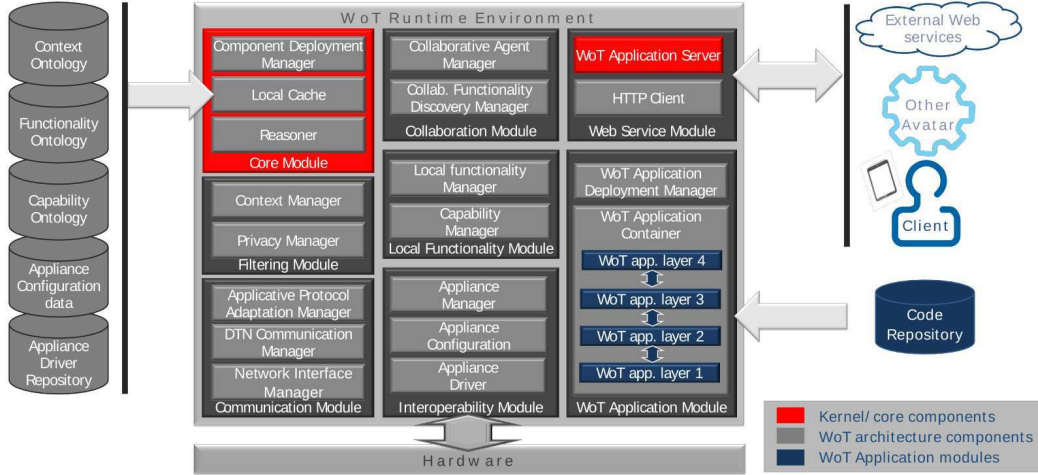 Context
Ontology
Functionality
Ontology
Capability
Ontology
Appliance
Configuration
data
Appliance
Driver
Repository
WoT Runtime Environment
Component Deployment
Manager
Local Cache
Reasoner
Core Module
Context Manager
Privacy Manager
Filtering Module
Applicative Protocol
Adaptation Manager
DTN Communication
Manager
Network Interface
Manager
Communication Module
Collaborative Agent
Manager
Collab. Functionality
Discovery Manager
Collaboration Module
Local functionality
Manager
Capability
Manager
Local Functionality Module
Appliance
Manager
Appliance
Configuration
Appliance
Driver
Interoperability Module
WoT Application Server
HTTP Client
Web Service Module
WoT Application
Deployment Manager
WoT Application
Container
WoT app. layer 4
WoT app. layer 3
WoT app. layer 2
WoT app. layer 1
WoT Application Module
Hardware
External Web
services
Other
Avatar
Client
Code
Repository
Kernel/ core components
WoT architecture components
WoT Application modules